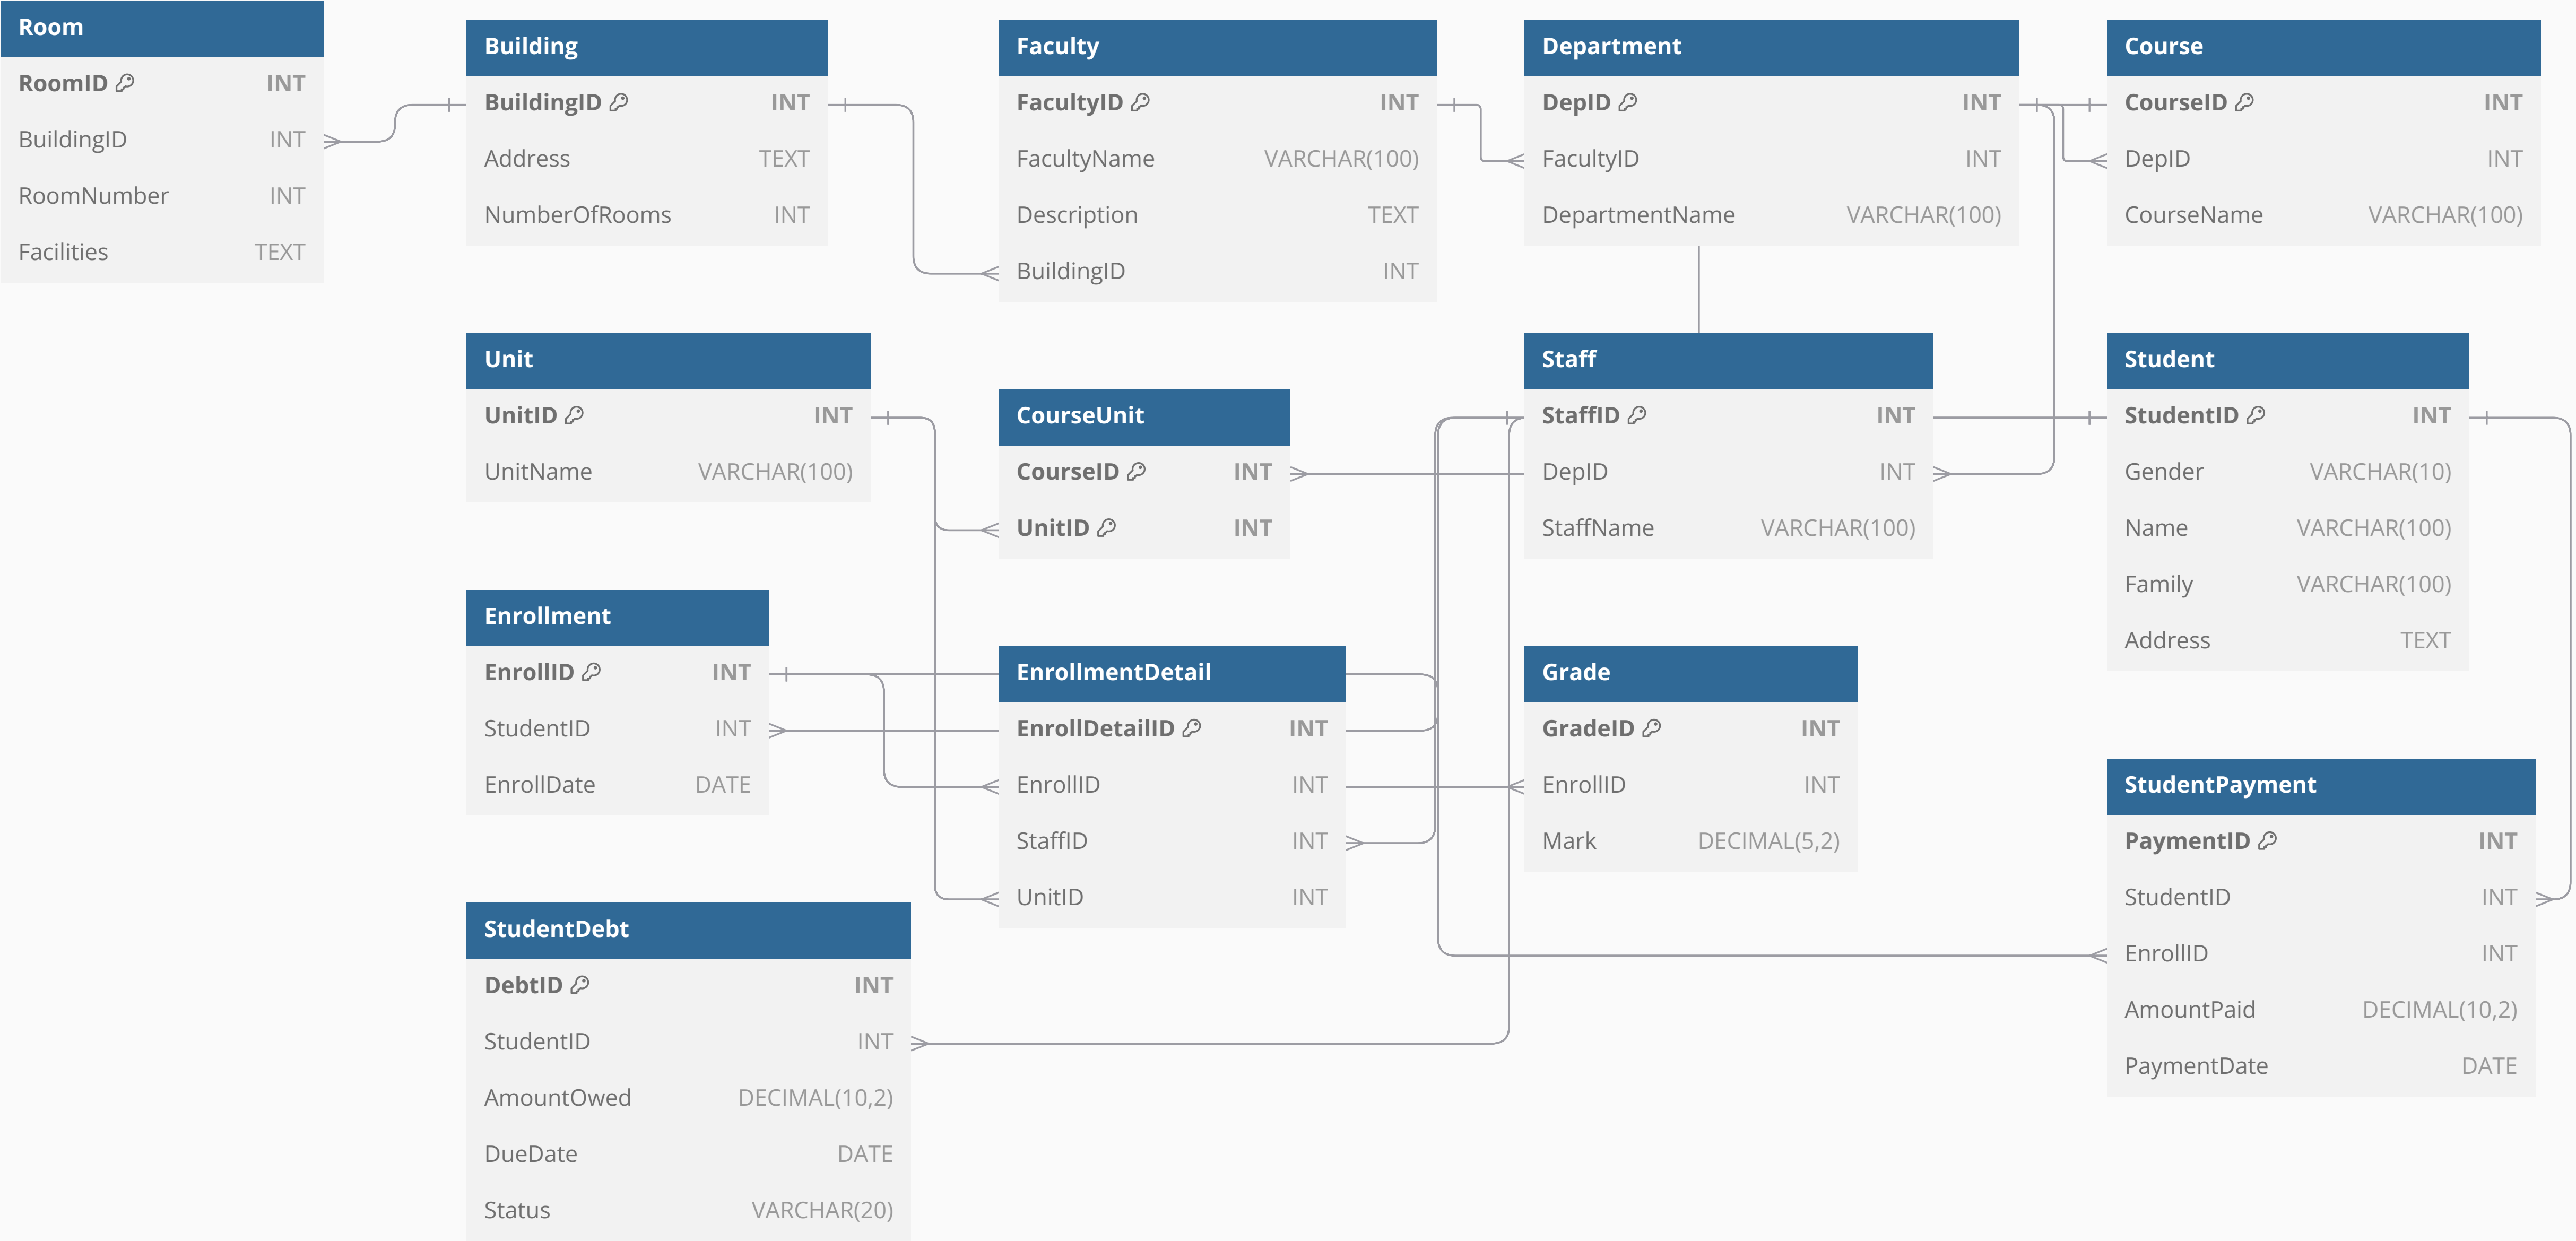 Room
RoomID INT
BuildingID INT
RoomNumber INT
Facilities TEXT
Building
BuildingID INT
Address TEXT
NumberOfRooms INT
Faculty
FacultyID INT
FacultyName VARCHAR(100)
Description TEXT
BuildingID INT
Department
DepID INT
FacultyID INT
DepartmentName VARCHAR(100)
Course
CourseID INT
DepID INT
CourseName VARCHAR(100)
Unit
UnitID INT
UnitName VARCHAR(100)
CourseUnit
CourseID INT
UnitID INT
Staff
StaffID INT
DepID INT
StaffName VARCHAR(100)
Student
StudentID INT
Gender VARCHAR(10)
Name VARCHAR(100)
Family VARCHAR(100)
Address TEXT
Enrollment
EnrollID INT
StudentID INT
EnrollDate DATE
EnrollmentDetail
EnrollDetailID INT
EnrollID INT
StaffID INT
UnitID INT
Grade
GradeID INT
EnrollID INT
Mark DECIMAL(5,2)
StudentPayment
PaymentID INT
StudentID INT
EnrollID INT
AmountPaid DECIMAL(10,2)
PaymentDate DATE
StudentDebt
DebtID INT
StudentID INT
AmountOwed DECIMAL(10,2)
DueDate DATE
Status VARCHAR(20)